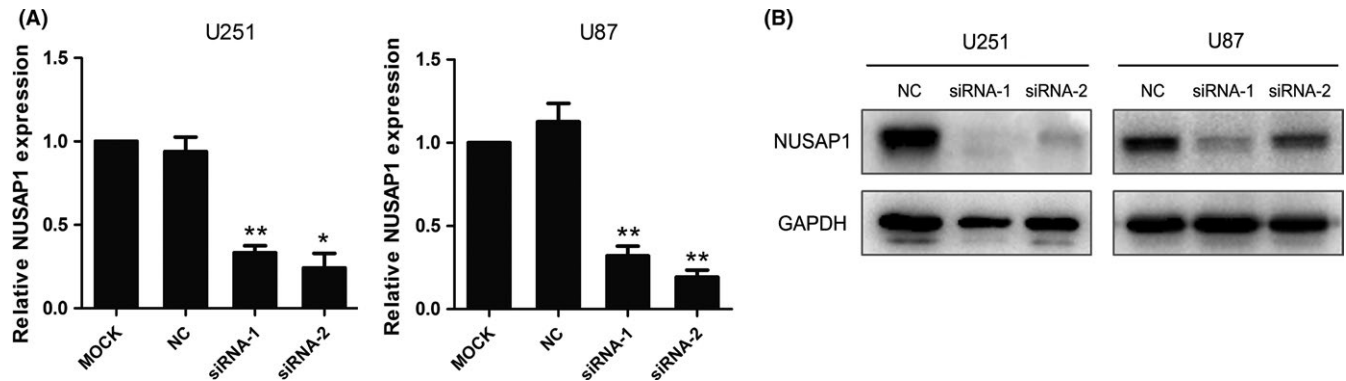 (A)
U251
Relative NUSAP1 expression
1.5
1.0
0.5
0.0
**
*
MOCK
NC
siRNA-1
siRNA-2
U87
Relative NUSAP1 expression
1.5
1.0
0.5
0.0
**
**
MOCK
NC
siRNA-1
siRNA-2
(B)
U251
U87
NC siRNA-1 siRNA-2
NC siRNA-1 siRNA-2
NUSAP1
GAPDH